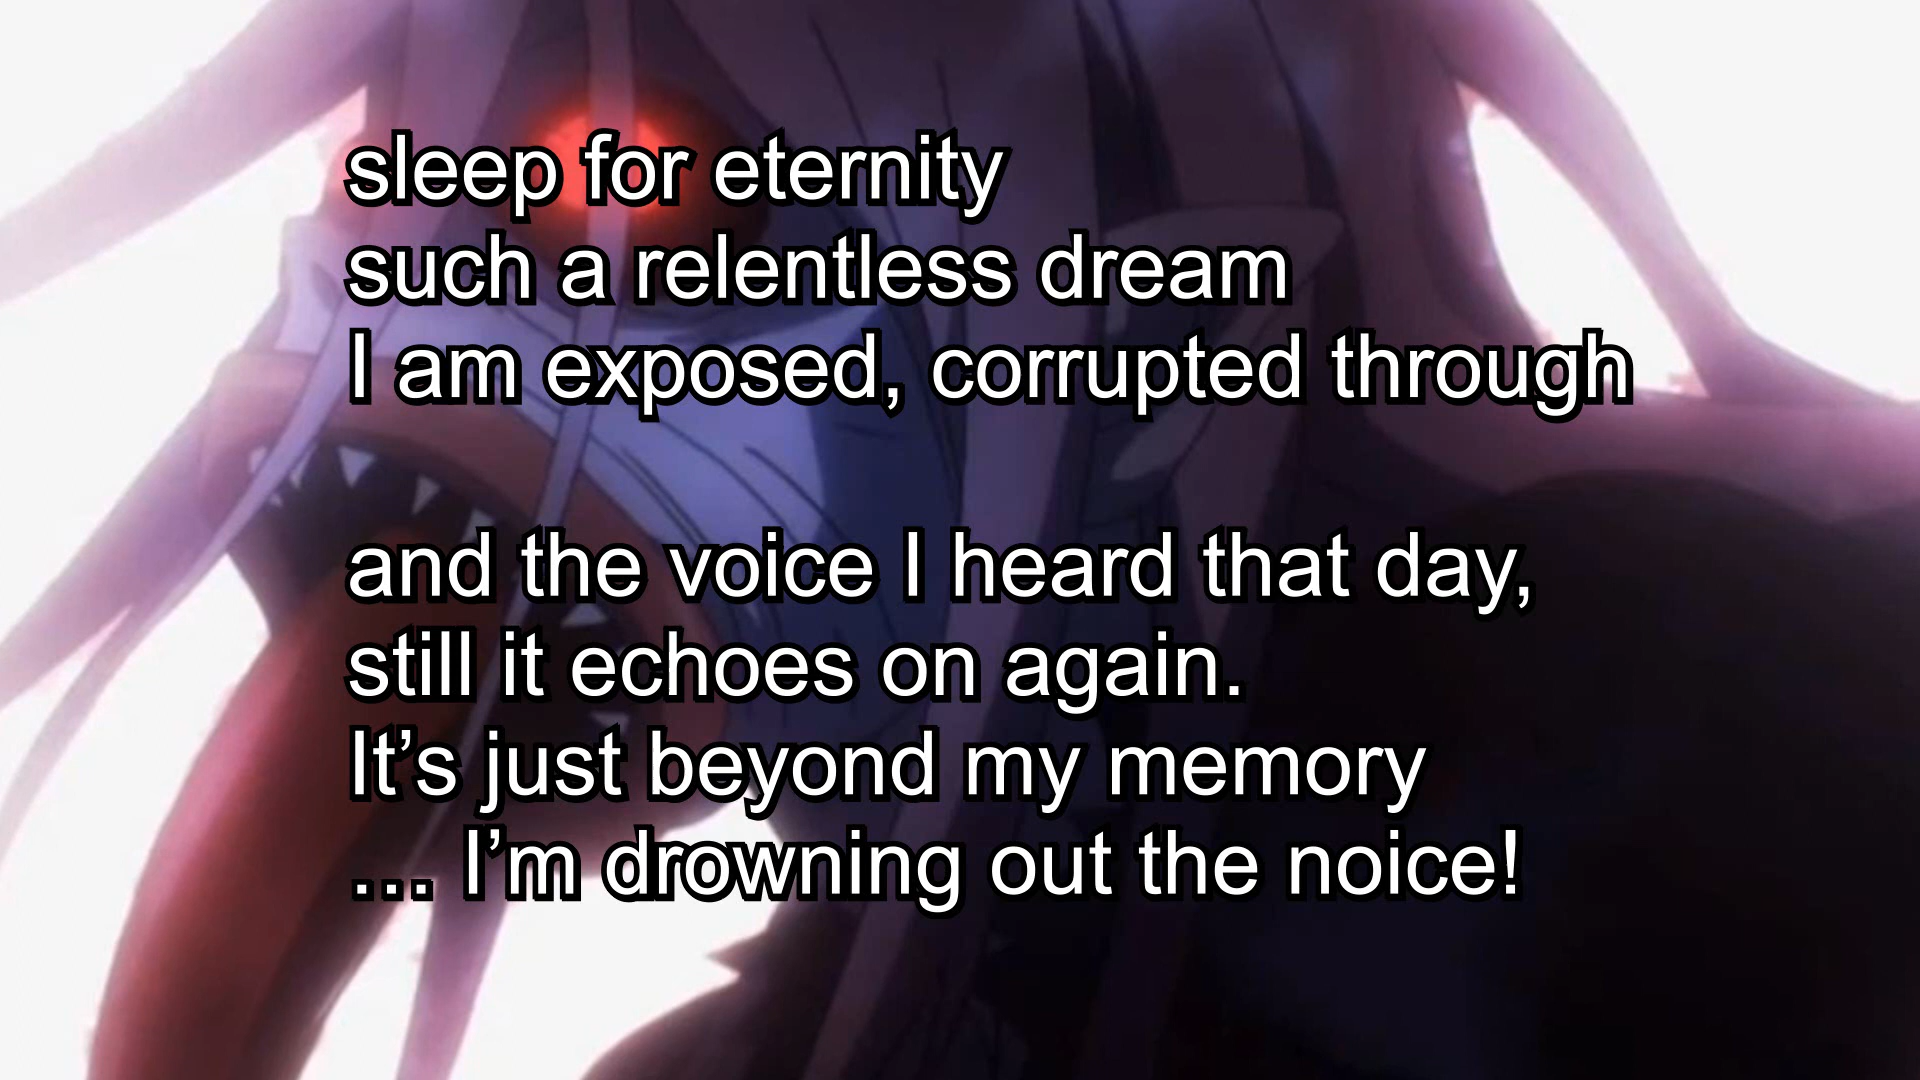 sleep for eternity
such a relentless dream
I am exposed, corrupted through
and the voice I heard that day,
still it echoes on again.
It’s just beyond my memory
... I’m drowning out the noice!